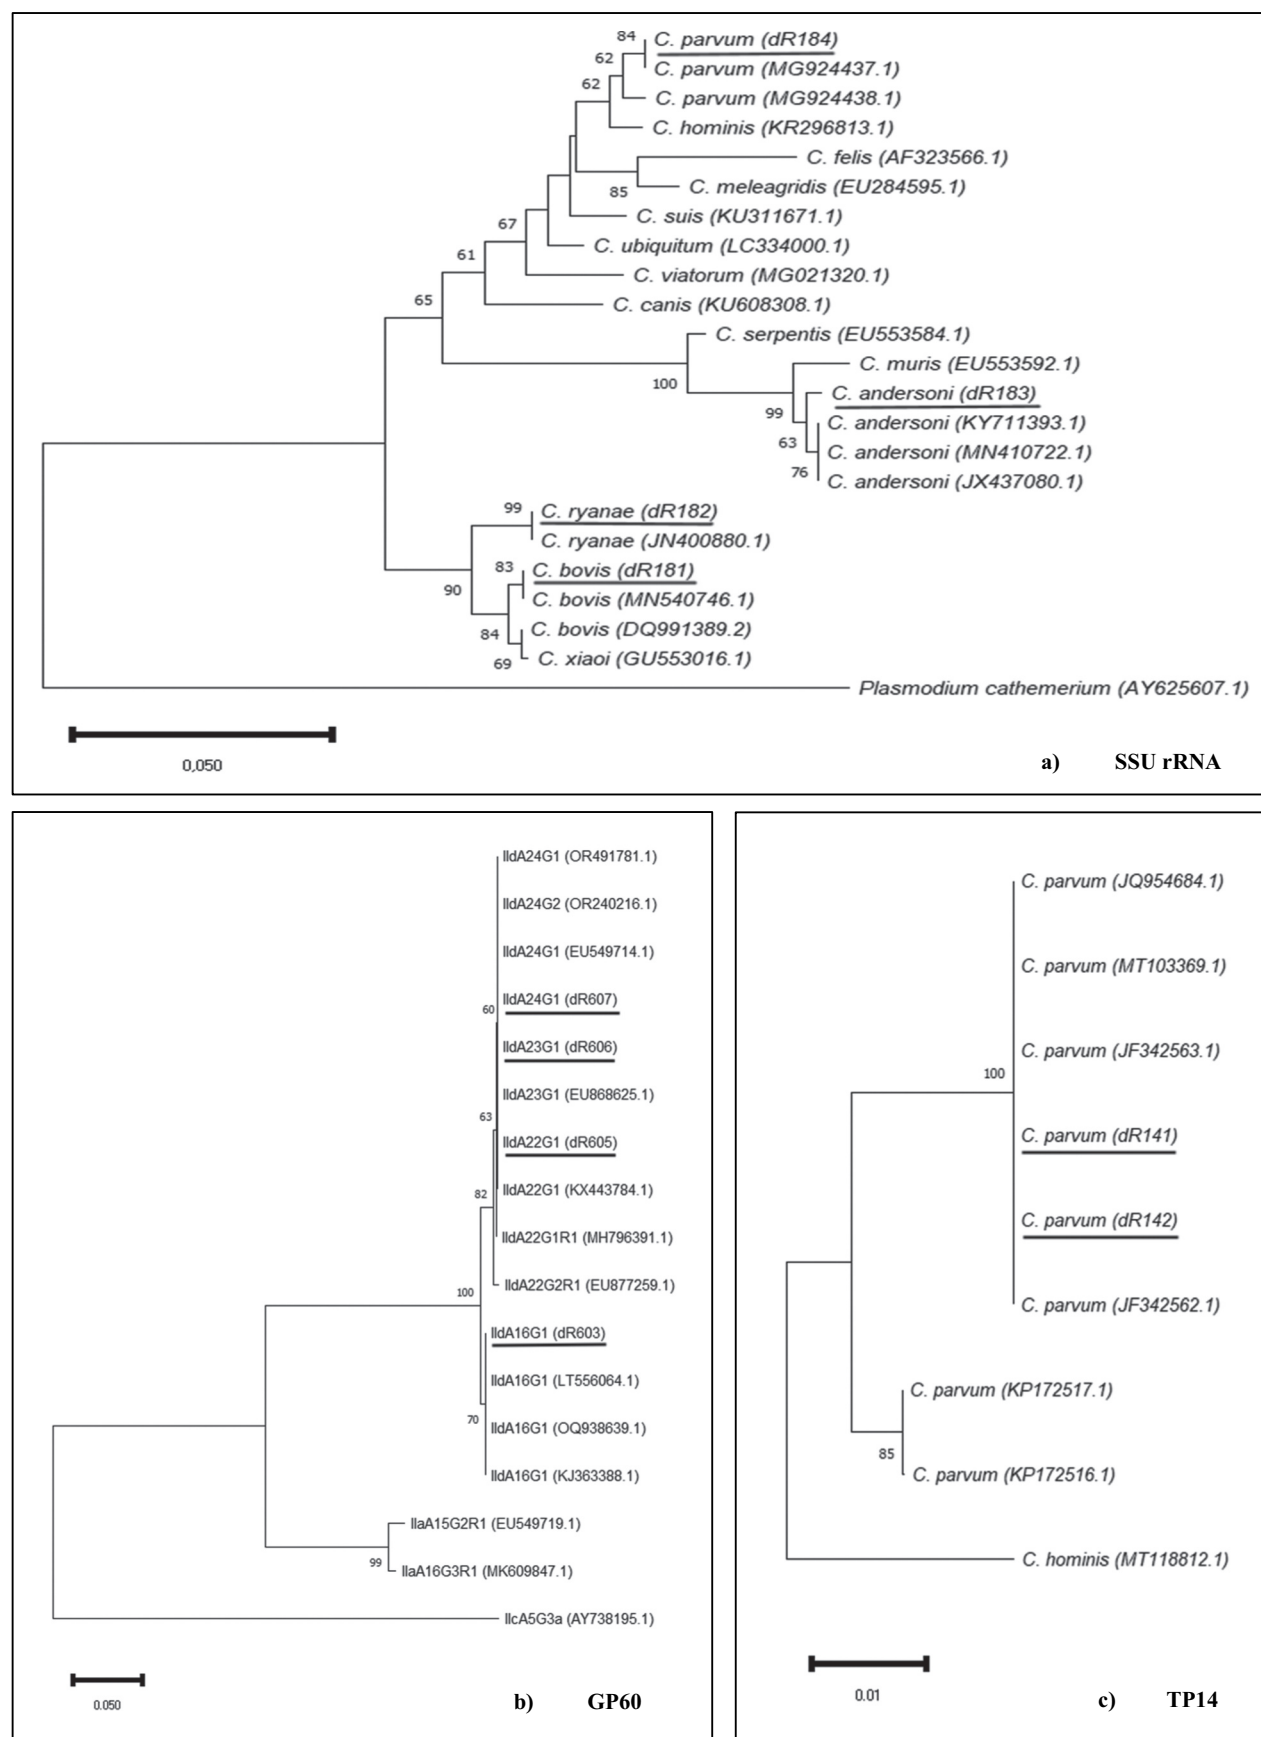 84
C. parvum (dR184)
62
C. parvum (MG924437.1)
62
C. parvum (MG924438.1)
C. hominis (KR296813.1)
C. felis (AF323566.1)
85
C. meleagridis (EU284595.1)
C. suis (KU311671.1)
67
C. ubiquitum (LC334000.1)
61
C. viatorum (MG021320.1)
65
C. canis (KU608308.1)
C. serpentis (EU553584.1)
C. muris (EU553592.1)
100
C. andersoni (dR183)
99
C. andersoni (KY711393.1)
63
C. andersoni (MN410722.1)
76
C. andersoni (JX437080.1)
99
C. ryanae (dR182)
C. ryanae (JN400880.1)
83
C. bovis (dR181)
90
C. bovis (MN540746.1)
84
C. bovis (DQ991389.2)
69
C. xiaoi (GU553016.1)
Plasmodium cathemerium (AY625607.1)
0,050
a) SSU rRNA
IIdA24G1 (OR491781.1)
IIdA24G2 (OR240216.1)
IIdA24G1 (EU549714.1)
60
IIdA24G1 (dR607)
IIdA23G1 (dR606)
IIdA23G1 (EU868625.1)
63
IIdA22G1 (dR605)
82
IIdA22G1 (KX443784.1)
IIdA22G1R1 (MH796391.1)
IIdA22G2R1 (EU877259.1)
100
IIdA16G1 (dR603)
IIdA16G1 (LT556064.1)
70
IIdA16G1 (OQ938639.1)
IIdA16G1 (KJ363388.1)
IIaA15G2R1 (EU549719.1)
99
IIaA16G3R1 (MK609847.1)
IIcA5G3a (AY738195.1)
0.050
b) GP60
C. parvum (JQ954684.1)
C. parvum (MT103369.1)
C. parvum (JF342563.1)
100
C. parvum (dR141)
C. parvum (dR142)
C. parvum (JF342562.1)
C. parvum (KP172517.1)
85
C. parvum (KP172516.1)
C. hominis (MT118812.1)
0.01
c) TP14